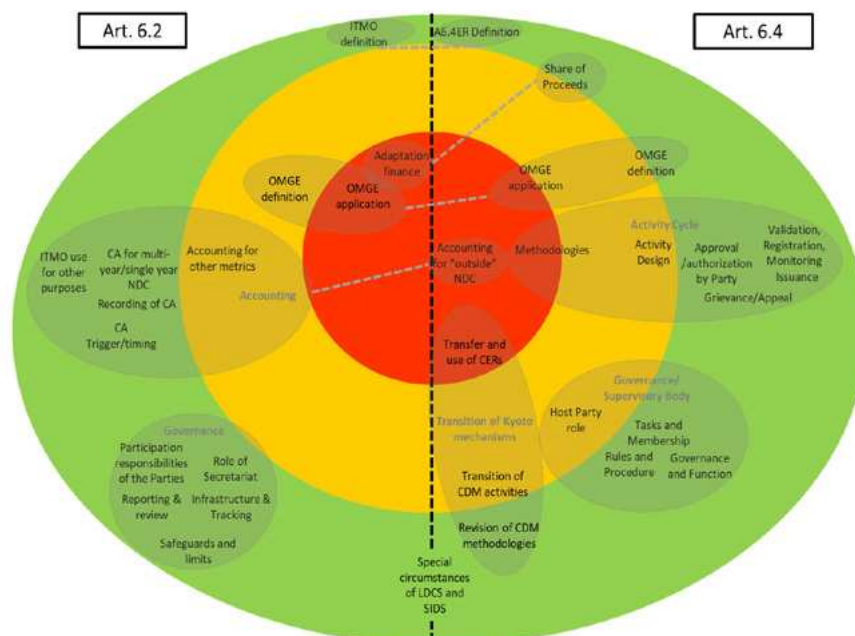 Art. 6.2
Art. 6.4
ITMO
definition
A6.4ER Definition
Share of
Proceeds
Adaptation
finance
OMGE
definition
OMGE
application
OMGE
application
OMGE
definition
ITMO use
for other
purposes
CA for multi-
year/single year
NDC
Recording of CA
CA
Trigger/timing
Accounting for
other metrics
Accounting
Accounting
for "outside"
NDC
Methodologies
Activity Cycle
Activity
Design
Approval
/authorization
by Party
Validation,
Registration,
Monitoring
Issuance
Grievance/Appeal
Transfer and
use of CERs
Transition of Kyoto
mechanisms
Transition of
CDM activities
Revision of CDM
methodologies
Governance/
Supervisory Body
Host Party
role
Tasks and
Membership
Rules and
Procedure
Governance
and Function
Governance
Participation
responsibilities
of the Parties
Role of
Secretariat
Reporting &
review
Infrastructure &
Tracking
Safeguards and
limits
Special
circumstances
of LDCS and
SIDS